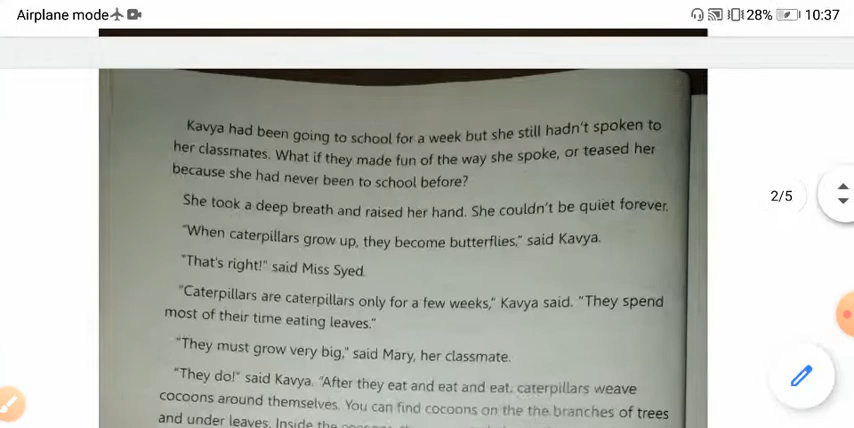 Airplane mode
28% 10:37
Kavya had been going to school for a week but she still hadn't spoken to
her classmates. What if they made fun of the way she spoke, or teased her
because she had never been to school before?
She took a deep breath and raised her hand. She couldn't be quiet forever.
"When caterpillars grow up, they become butterflies," said Kavya.
"That's right!" said Miss Syed.
"Caterpillars are caterpillars only for a few weeks," Kavya said. "They spend
most of their time eating leaves."
"They must grow very big," said Mary, her classmate.
"They do!" said Kavya. "After they eat and eat and eat, caterpillars weave
cocoons around themselves. You can find cocoons on the the branches of trees
and under leaves. Inside the
2/5